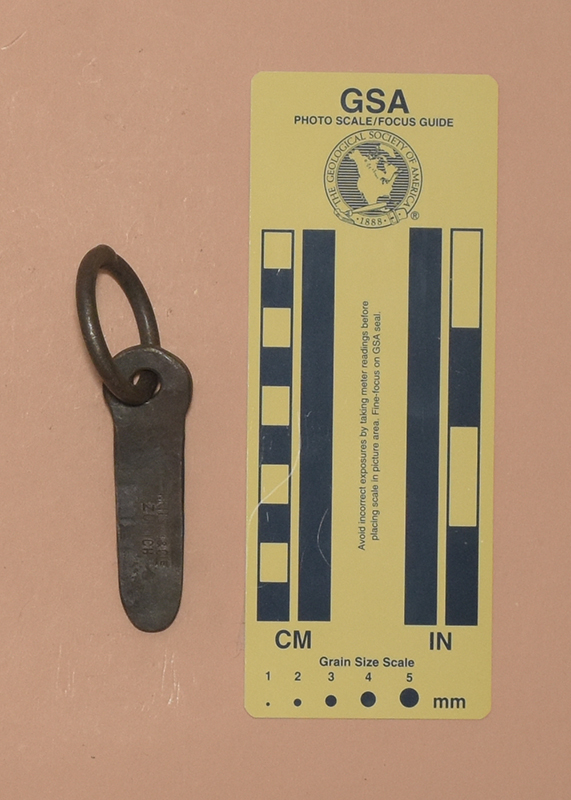 GSA
PHOTO SCALE/FOCUS GUIDE
THE GEOLOGICAL SOCIETY OF AMERICA
·1888·
®
Avoid incorrect exposures by taking meter readings before
placing scale in picture area. Fine-focus on GSA seal.
CM IN
Grain Size Scale
1 2 3 4 5
mm
CH